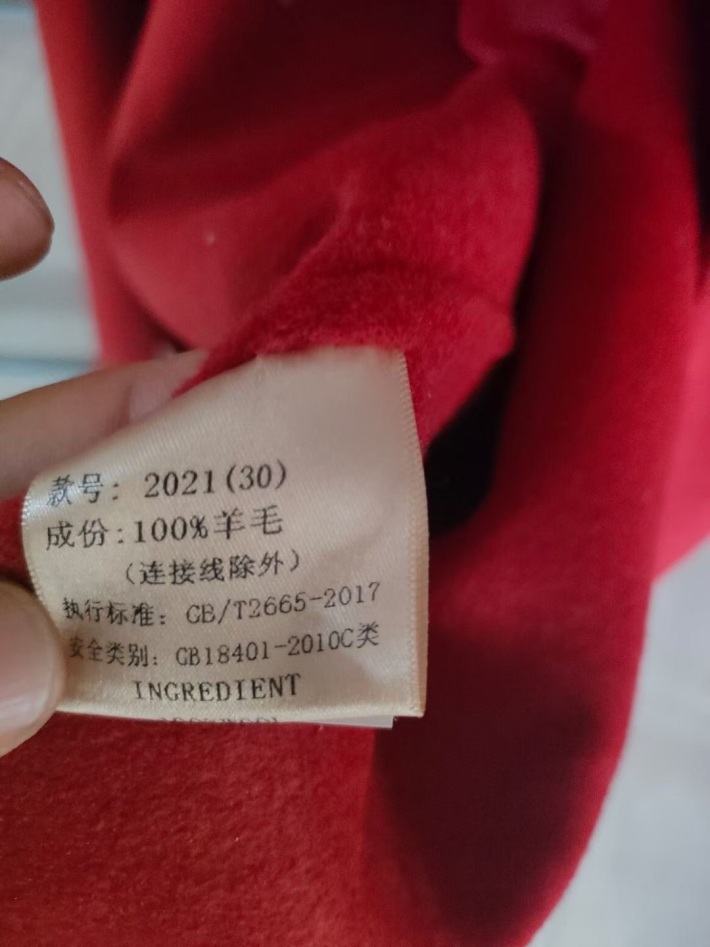 款号: 2021(30)
成份:100%羊毛
（连接线除外）
执行标准: GB/T2665-2017
安全类别: GB18401-2010C类
INGREDIENT